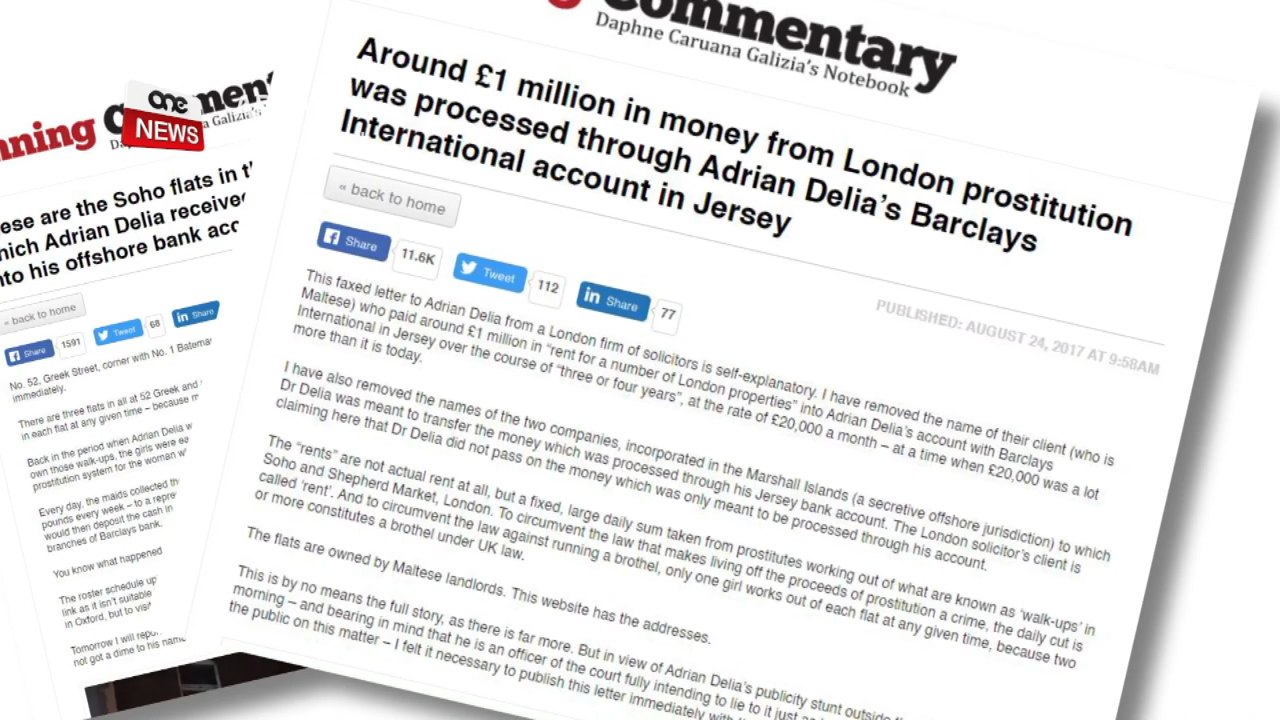 nning Comment
Da
a Galizia'
one
NEWS
ese are the Soho flats in t
hich Adrian Delia receive
nto his offshore bank acc
« back to home
Share
1591
Tweet
68
in Share
No. 52, Greek Street, corner with No. 1 Bateman
immediately.
There are three flats in all at 52 Greek and
in each flat at any given time – because m
Back in the period when Adrian Delia w
own those walk-ups, the girls were ea
prostitution system for the woman w
Every day, the maids collected th
pounds every week – to a repre
would then deposit the cash in
branches of Barclays bank.
You know what happened
The roster schedule up
link as it isn't suitable
in Oxford, but to visit
Tomorrow I will repor
not got a dime to his name
ng Commentary
Daphne Caruana Galizia's Notebook
Around £1 million in money from London prostitution
was processed through Adrian Delia's Barclays
International account in Jersey
« back to home
Share
11.6K
Tweet
112
in Share
77
PUBLISHED: AUGUST 24, 2017 AT 9:58AM
This faxed letter to Adrian Delia from a London firm of solicitors is self-explanatory. I have removed the name of their client (who is
Maltese) who paid around £1 million in "rent for a number of London properties" into Adrian Delia's account with Barclays
International in Jersey over the course of "three or four years", at the rate of £20,000 a month – at a time when £20,000 was a lot
more than it is today.
I have also removed the names of the two companies, incorporated in the Marshall Islands (a secretive offshore jurisdiction) to which
Dr Delia was meant to transfer the money which was processed through his Jersey bank account. The London solicitor's client is
claiming here that Dr Delia did not pass on the money which was only meant to be processed through his account.
The "rents" are not actual rent at all, but a fixed, large daily sum taken from prostitutes working out of what are known as 'walk-ups' in
Soho and Shepherd Market, London. To circumvent the law that makes living off the proceeds of prostitution a crime, the daily cut is
called 'rent'. And to circumvent the law against running a brothel, only one girl works out of each flat at any given time, because two
or more constitutes a brothel under UK law.
The flats are owned by Maltese landlords. This website has the addresses.
This is by no means the full story, as there is far more. But in view of Adrian Delia's publicity stunt outside
morning – and bearing in mind that he is an officer of the court fully intending to lie to it just as
the public on this matter – I felt it necessary to publish this letter immediately